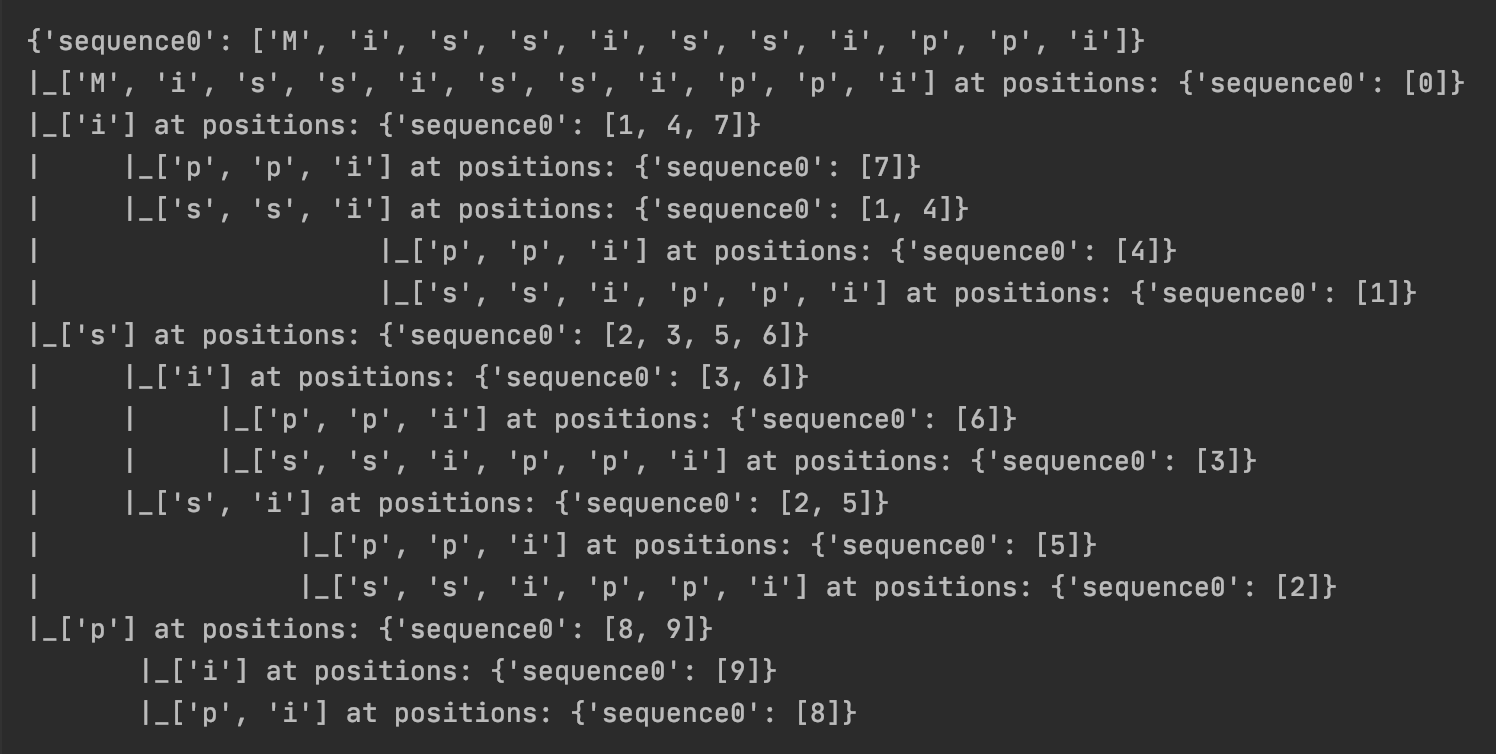 {'sequence0': ['M', 'i', 's', 's', 'i', 's', 's', 'i', 'p', 'p', 'i']}
|_['M', 'i', 's', 's', 'i', 's', 's', 'i', 'p', 'p', 'i'] at positions: {'sequence0': [0]}
|_['i'] at positions: {'sequence0': [1, 4, 7]}
|     |_['p', 'p', 'i'] at positions: {'sequence0': [7]}
|     |_['s', 's', 'i'] at positions: {'sequence0': [1, 4]}
|                     |_['p', 'p', 'i'] at positions: {'sequence0': [4]}
|                     |_['s', 's', 'i', 'p', 'p', 'i'] at positions: {'sequence0': [1]}
|_['s'] at positions: {'sequence0': [2, 3, 5, 6]}
|     |_['i'] at positions: {'sequence0': [3, 6]}
|     |     |_['p', 'p', 'i'] at positions: {'sequence0': [6]}
|     |     |_['s', 's', 'i', 'p', 'p', 'i'] at positions: {'sequence0': [3]}
|     |_['s', 'i'] at positions: {'sequence0': [2, 5]}
|                |_['p', 'p', 'i'] at positions: {'sequence0': [5]}
|                |_['s', 's', 'i', 'p', 'p', 'i'] at positions: {'sequence0': [2]}
|_['p'] at positions: {'sequence0': [8, 9]}
       |_['i'] at positions: {'sequence0': [9]}
       |_['p', 'i'] at positions: {'sequence0': [8]}